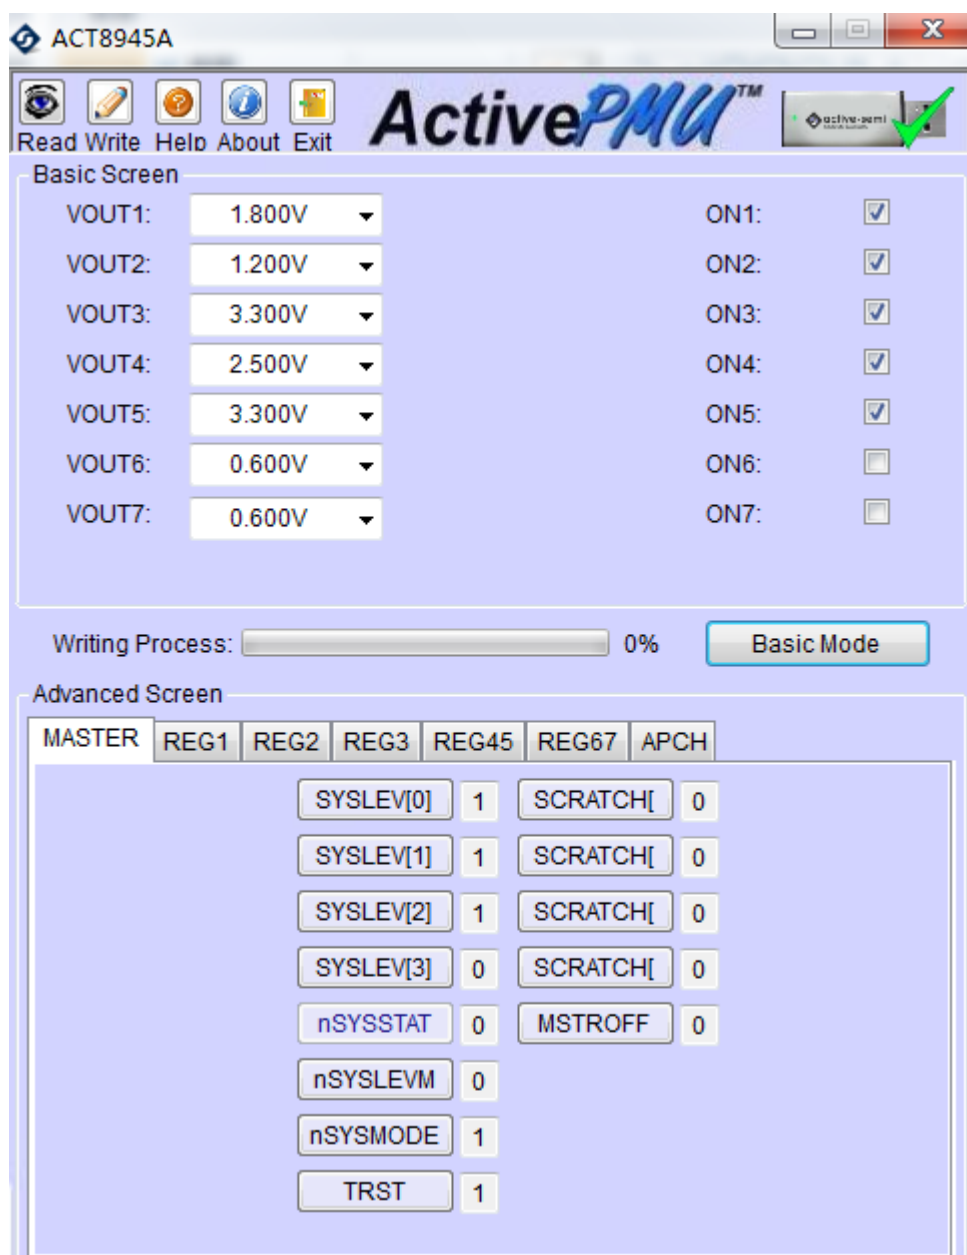 ACT8945A
Read Write Help About Exit
ActivePMU™
active-semi
Basic Screen
VOUT1: 1.800V ON1:
VOUT2: 1.200V ON2:
VOUT3: 3.300V ON3:
VOUT4: 2.500V ON4:
VOUT5: 3.300V ON5:
VOUT6: 0.600V ON6:
VOUT7: 0.600V ON7:
Writing Process: 0% Basic Mode
Advanced Screen
MASTER REG1 REG2 REG3 REG45 REG67 APCH
SYSLEV[0] 1 SCRATCH[ 0
SYSLEV[1] 1 SCRATCH[ 0
SYSLEV[2] 1 SCRATCH[ 0
SYSLEV[3] 0 SCRATCH[ 0
nSYSSTAT 0 MSTROFF 0
nSYSLEVM 0
nSYSMODE 1
TRST 1